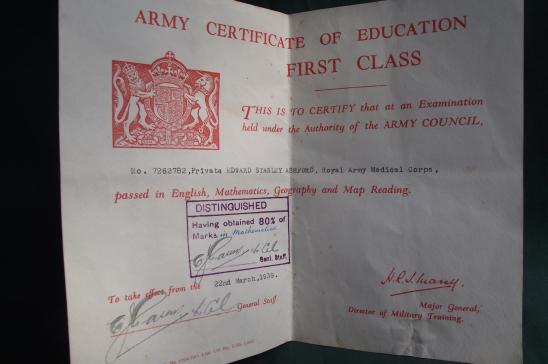 ARMY CERTIFICATE OF EDUCATION
FIRST CLASS
THIS IS TO CERTIFY that at an Examination
held under the Authority of the ARMY COUNCIL,
No. 7262782, Private EDWARD STANLEY ASHFORD, Royal Army Medical Corps,
passed in English, Mathematics, Geography and Map Reading.
DISTINGUISHED
Having obtained 80% of
Marks in Mathematics
Genl. Staff.
To take effect from the 22nd March, 1939.
General Staff
Major General,
Director of Military Training.